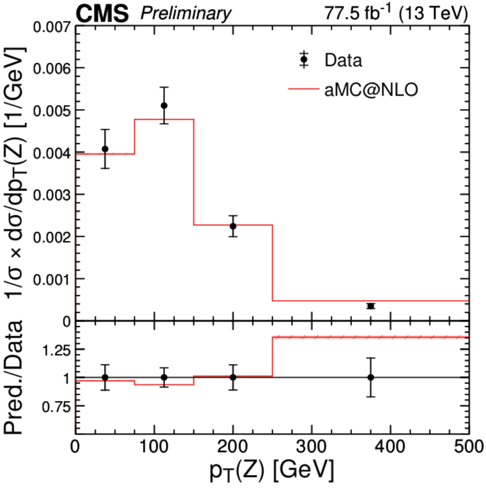 CMS Preliminary 77.5 fb⁻¹ (13 TeV)
0.007
0.006
0.005
0.004
0.003
0.002
0.001
0
1/σ × dσ/dpT(Z) [1/GeV]
Data
aMC@NLO
1.25
1
0.75
Pred./Data
0 100 200 300 400 500
pT(Z) [GeV]